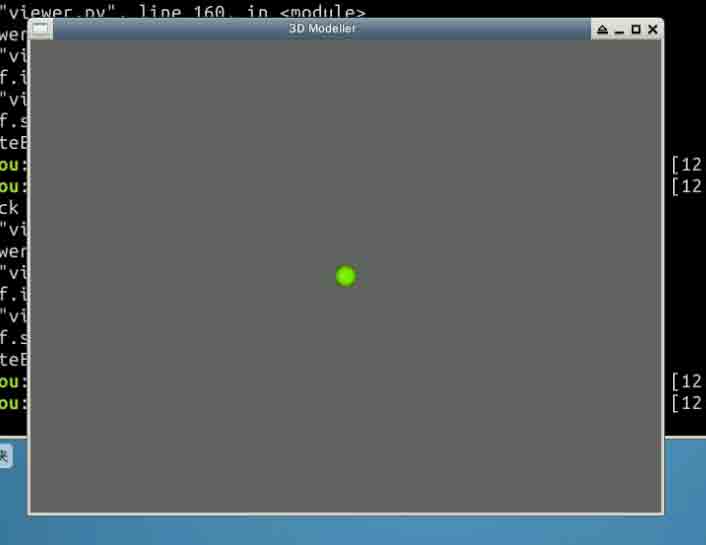 "viewer.py", line 160, in <module>
3D Modeller
wer
"vi
f.i
"vi
f.s
teE
ou: [12
ou: [12
ck
"vi
wer
"vi
f.i
"vi
f.s
teE
ou: [12
ou: [12
夹